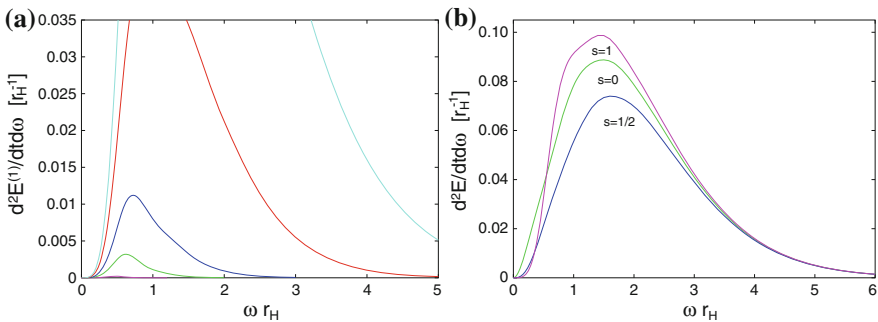 (a)
d²E⁽¹⁾/dtdω [r_H⁻¹]
0.035
0.03
0.025
0.02
0.015
0.01
0.005
0
0 1 2 3 4 5
ω r_H
(b)
d²E/dtdω [r_H⁻¹]
0.10
0.08
0.06
0.04
0.02
0
s=1
s=0
s=1/2
0 1 2 3 4 5 6
ω r_H